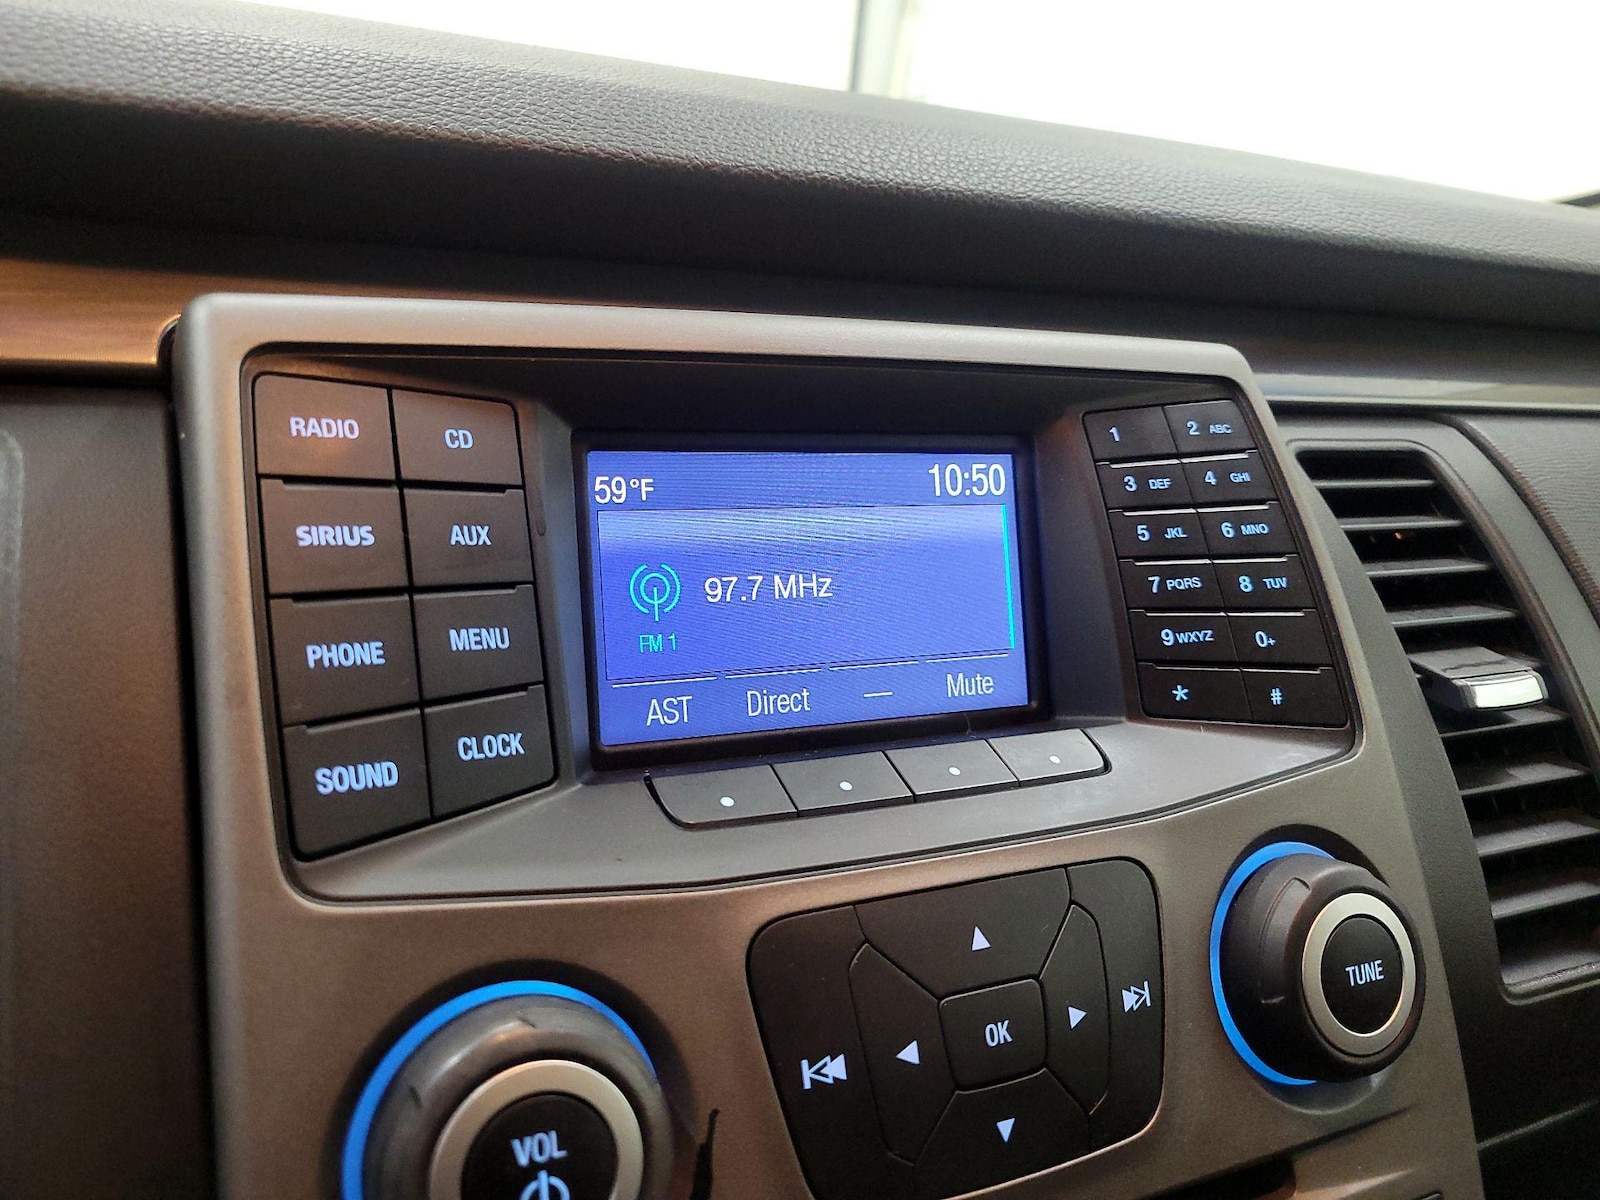 RADIO
CD
SIRIUS
AUX
PHONE
MENU
SOUND
CLOCK
59°F
10:50
97.7 MHz
FM 1
AST
Direct
—
Mute
1
2 ABC
3 DEF
4 GHI
5 JKL
6 MNO
7 PQRS
8 TUV
9 WXYZ
0+
*
#
OK
VOL
TUNE